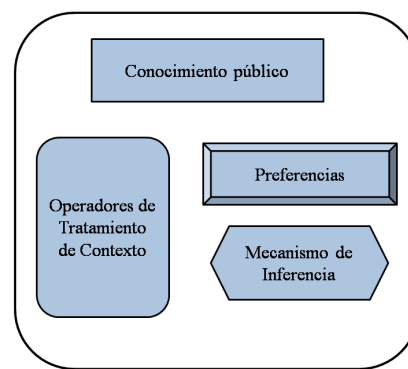 Conocimiento público
Operadores de
Tratamiento
de Contexto
Preferencias
Mecanismo de
Inferencia